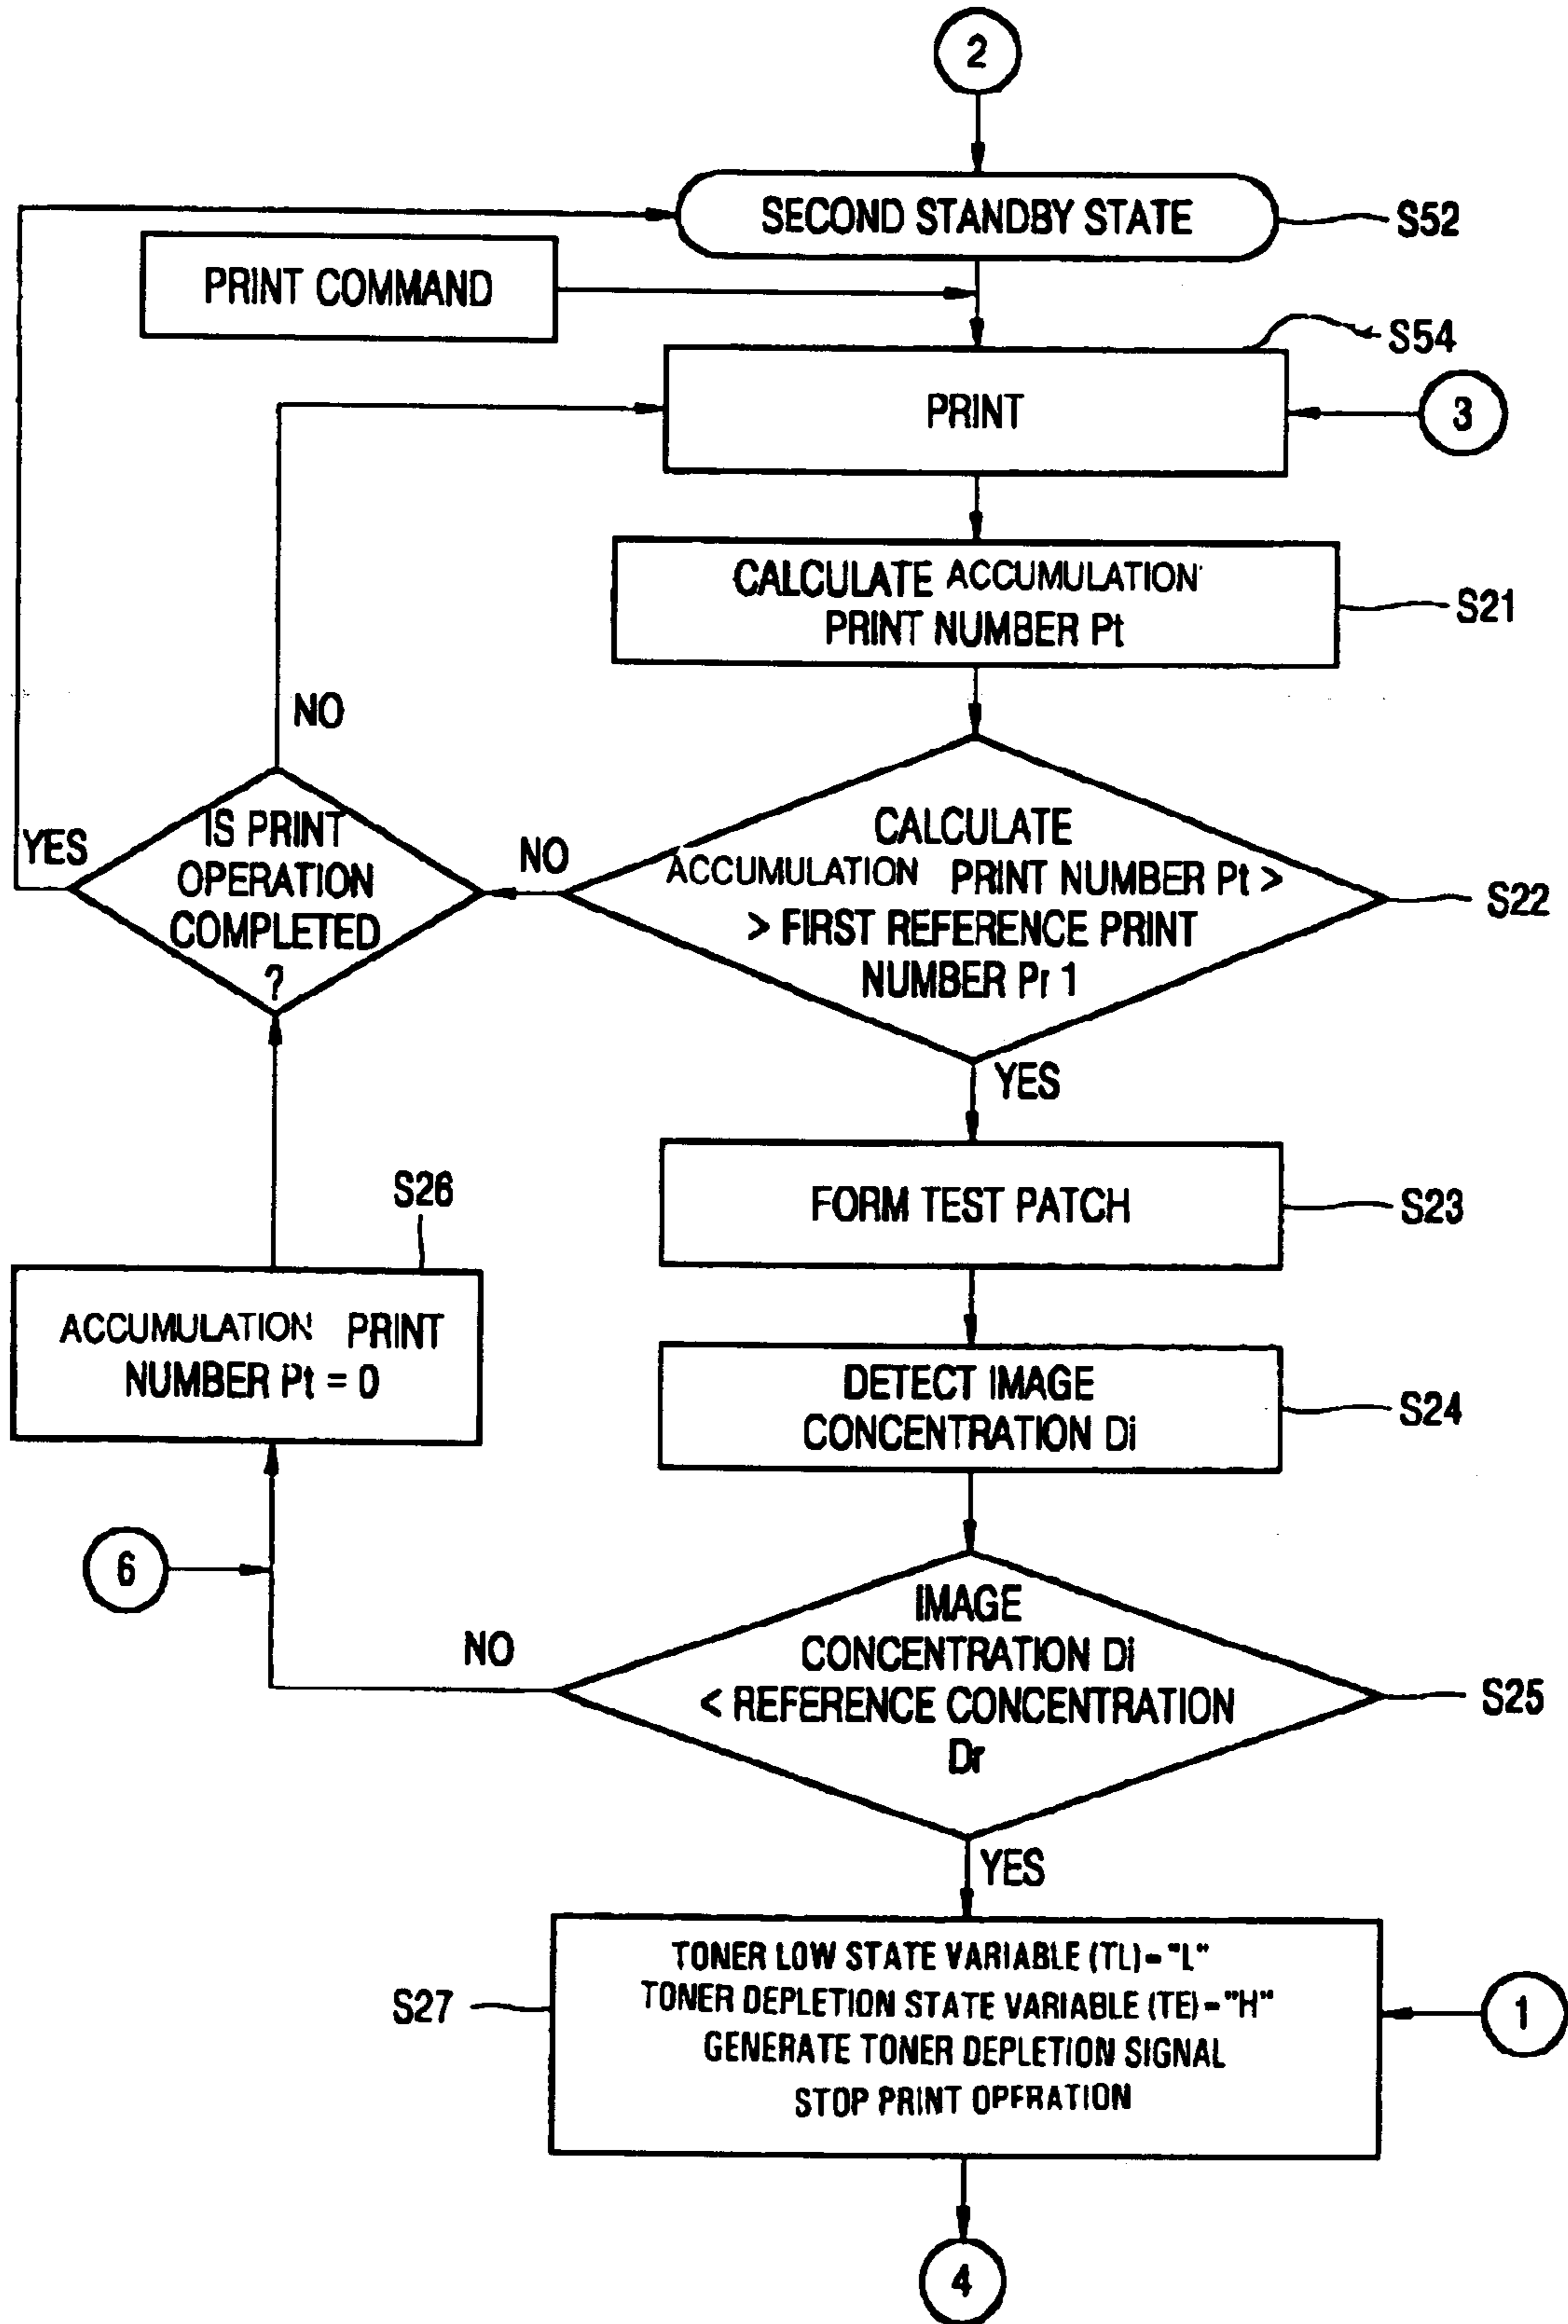 2
SECOND STANDBY STATE
S52
PRINT COMMAND
S54
PRINT
3
CALCULATE ACCUMULATION
PRINT NUMBER Pt
S21
NO
IS PRINT
OPERATION
COMPLETED
?
YES
NO
CALCULATE
ACCUMULATION PRINT NUMBER Pt >
> FIRST REFERENCE PRINT
NUMBER Pr 1
S22
YES
FORM TEST PATCH
S23
S26
ACCUMULATION PRINT
NUMBER Pt = 0
DETECT IMAGE
CONCENTRATION Di
S24
6
NO
IMAGE
CONCENTRATION Di
< REFERENCE CONCENTRATION
Dr
S25
YES
TONER LOW STATE VARIABLE (TL)="L"
TONER DEPLETION STATE VARIABLE (TE)="H"
GENERATE TONER DEPLETION SIGNAL
STOP PRINT OPERATION
S27
1
4